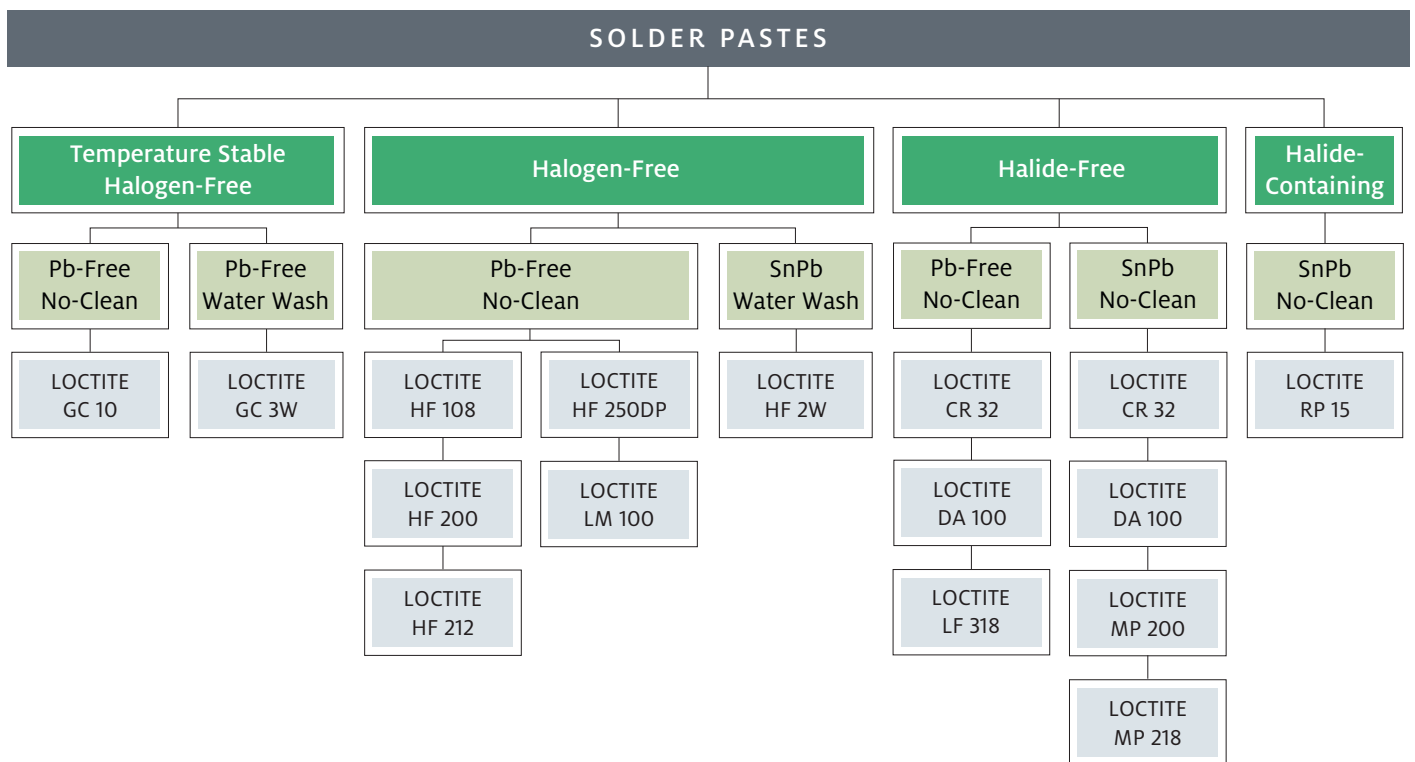 SOLDER PASTES
Temperature Stable
Halogen-Free
Halogen-Free
Halide-Free
Halide-
Containing
Pb-Free
No-Clean
Pb-Free
Water Wash
Pb-Free
No-Clean
SnPb
Water Wash
Pb-Free
No-Clean
SnPb
No-Clean
SnPb
No-Clean
LOCTITE
GC 10
LOCTITE
GC 3W
LOCTITE
HF 108
LOCTITE
HF 250DP
LOCTITE
HF 2W
LOCTITE
CR 32
LOCTITE
CR 32
LOCTITE
RP 15
LOCTITE
HF 200
LOCTITE
LM 100
LOCTITE
DA 100
LOCTITE
DA 100
LOCTITE
HF 212
LOCTITE
LF 318
LOCTITE
MP 200
LOCTITE
MP 218